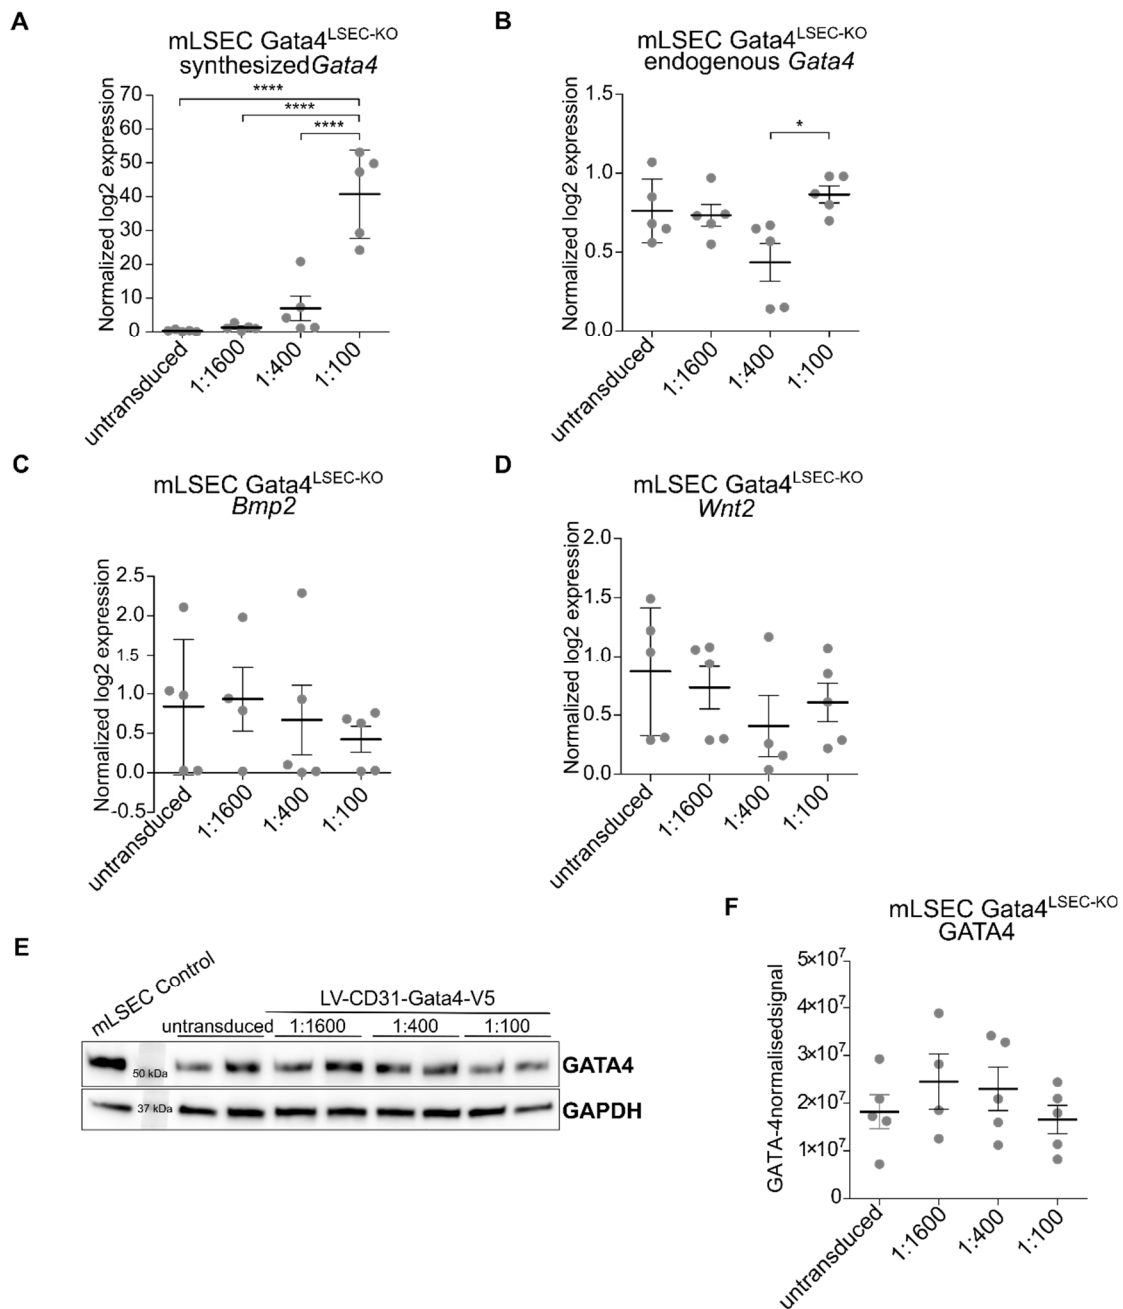 A
mLSEC Gata4LSEC-KO
synthesizedGata4
Normalized log2 expression
70
60
50
40
30
20
10
0
****
****
****
untransduced
1:1600
1:400
1:100
B
mLSEC Gata4LSEC-KO
endogenous Gata4
Normalized log2 expression
1.5
1.0
0.5
0.0
*
untransduced
1:1600
1:400
1:100
C
mLSEC Gata4LSEC-KO
Bmp2
Normalized log2 expression
2.5
2.0
1.5
1.0
0.5
0.0
-0.5
untransduced
1:1600
1:400
1:100
D
mLSEC Gata4LSEC-KO
Wnt2
Normalized log2 expression
2.0
1.5
1.0
0.5
0.0
untransduced
1:1600
1:400
1:100
E
mLSEC Control
LV-CD31-Gata4-V5
untransduced 1:1600 1:400 1:100
50 kDa
GATA4
37 kDa
GAPDH
F
mLSEC Gata4LSEC-KO
GATA4
GATA-4normalisedsignal
5×10⁷
4×10⁷
3×10⁷
2×10⁷
1×10⁷
0
untransduced
1:1600
1:400
1:100